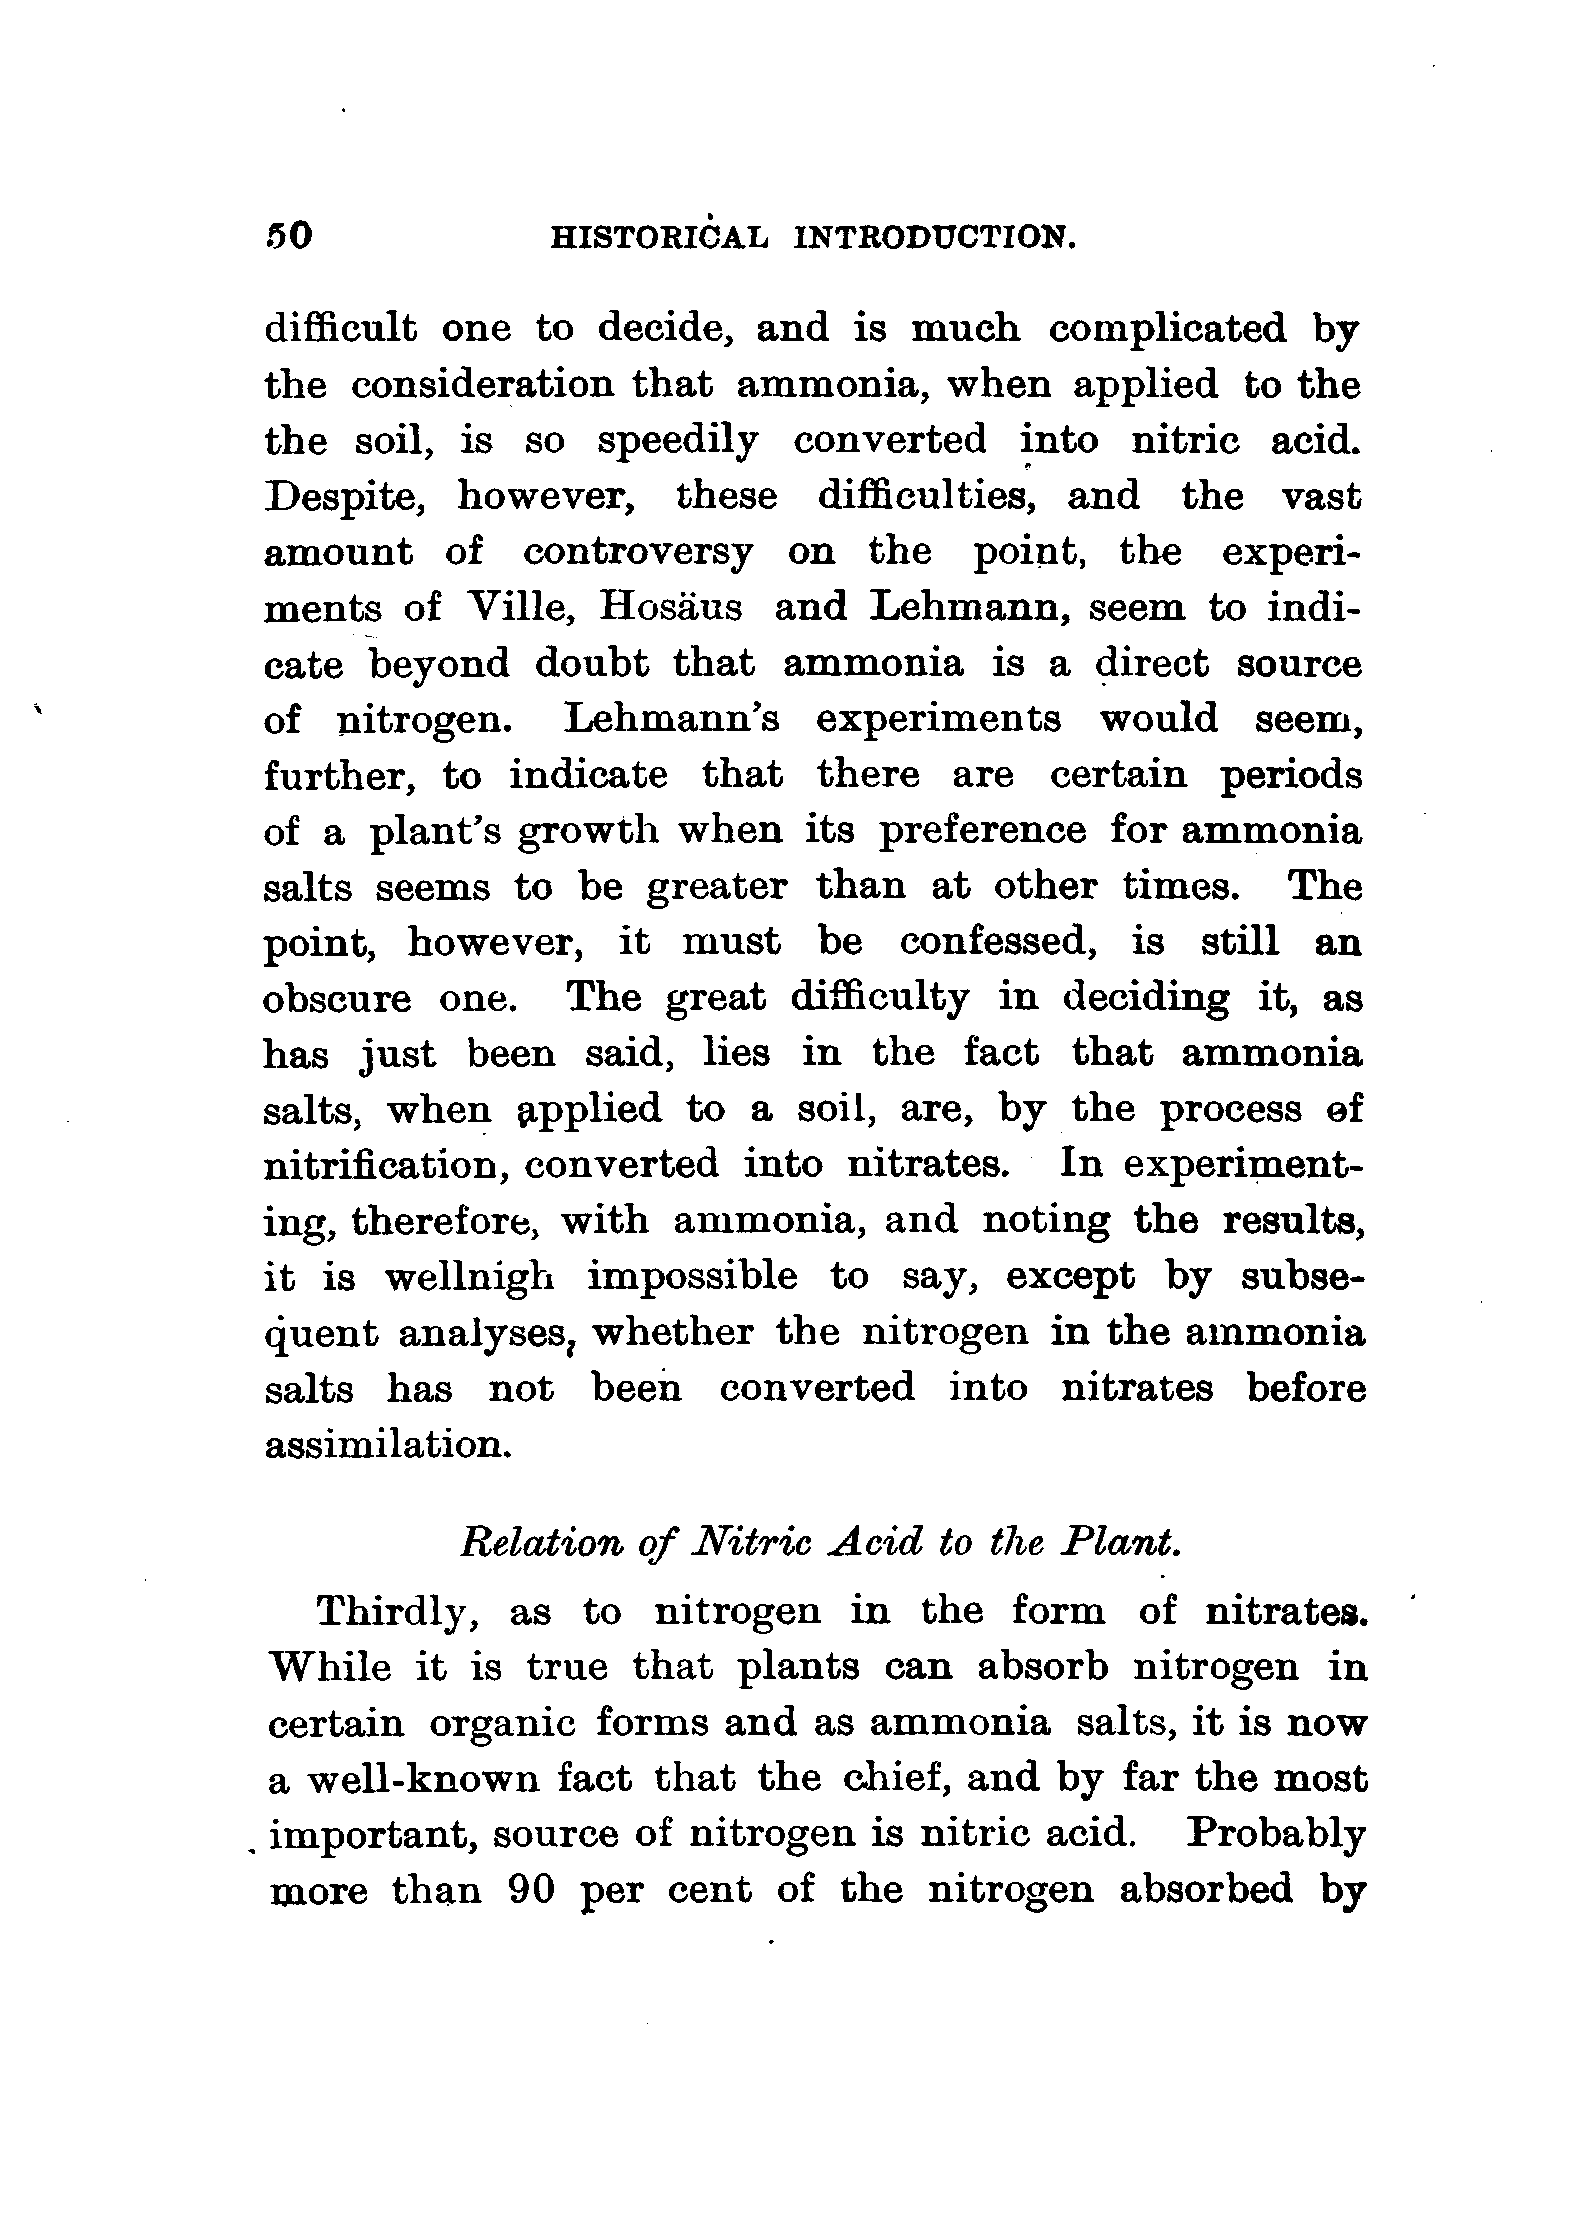 50 HISTORICAL INTRODUCTION.
difficult one to decide, and is much complicated by
the consideration that ammonia, when applied to the
the soil, is so speedily converted into nitric acid.
Despite, however, these difficulties, and the vast
amount of controversy on the point, the experi-
ments of Ville, Hosäus and Lehmann, seem to indi-
cate beyond doubt that ammonia is a direct source
of nitrogen. Lehmann's experiments would seem,
further, to indicate that there are certain periods
of a plant's growth when its preference for ammonia
salts seems to be greater than at other times. The
point, however, it must be confessed, is still an
obscure one. The great difficulty in deciding it, as
has just been said, lies in the fact that ammonia
salts, when applied to a soil, are, by the process of
nitrification, converted into nitrates. In experiment-
ing, therefore, with ammonia, and noting the results,
it is wellnigh impossible to say, except by subse-
quent analyses, whether the nitrogen in the ammonia
salts has not been converted into nitrates before
assimilation.
Relation of Nitric Acid to the Plant.
Thirdly, as to nitrogen in the form of nitrates.
While it is true that plants can absorb nitrogen in
certain organic forms and as ammonia salts, it is now
a well-known fact that the chief, and by far the most
important, source of nitrogen is nitric acid. Probably
more than 90 per cent of the nitrogen absorbed by